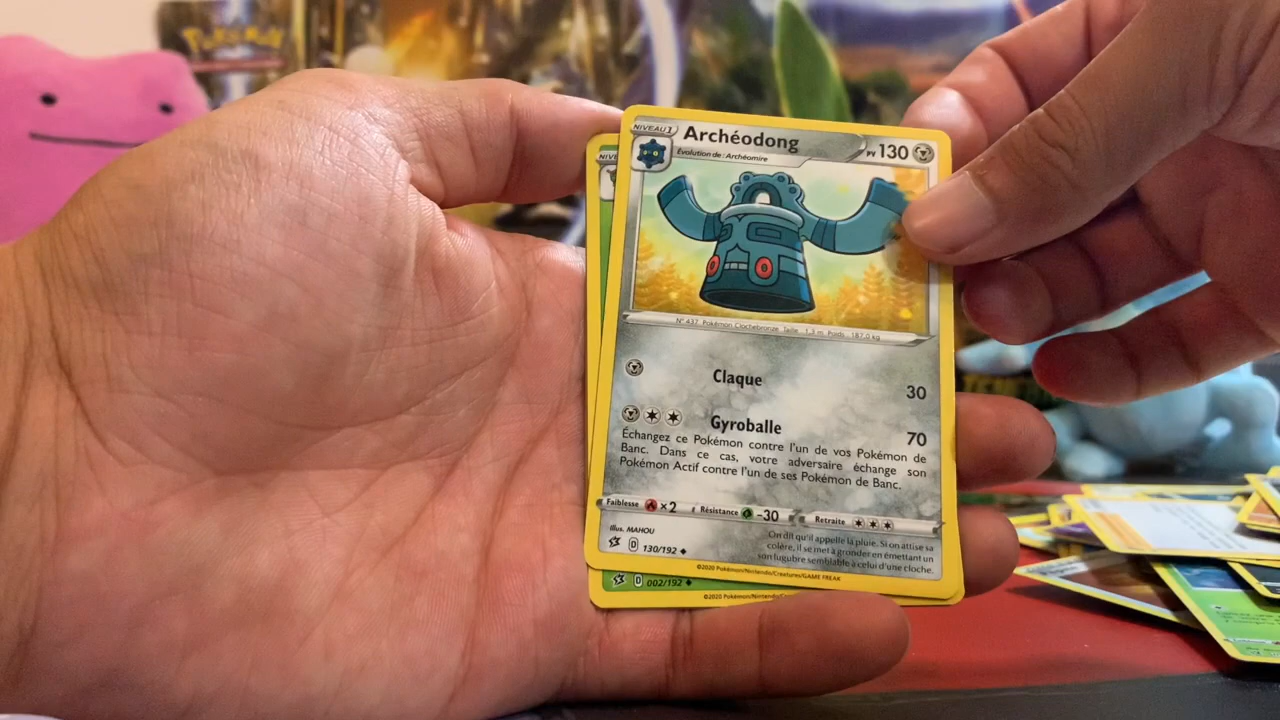 Pokémon
NIVEAU 1
Archéodong
PV 130
Évolution de : Archéomire
N° 437 Pokémon Clochebronze Taille : 1,3 m Poids : 187,0 kg
Claque 30
Gyroballe 70
Échangez ce Pokémon contre l'un de vos Pokémon de
Banc. Dans ce cas, votre adversaire échange son
Pokémon Actif contre l'un de ses Pokémon de Banc.
Faiblesse ×2 Résistance -30 Retraite
Illus. MAHOU
D 130/192
On dit qu'il appelle la pluie. Si on attise sa
colère, il se met à gronder en émettant un
son lugubre semblable à celui d'une cloche.
©2020 Pokémon/Nintendo/Creatures/GAME FREAK
NIVE
D 002/192
©2020 Pokémon/Nintendo/Cre